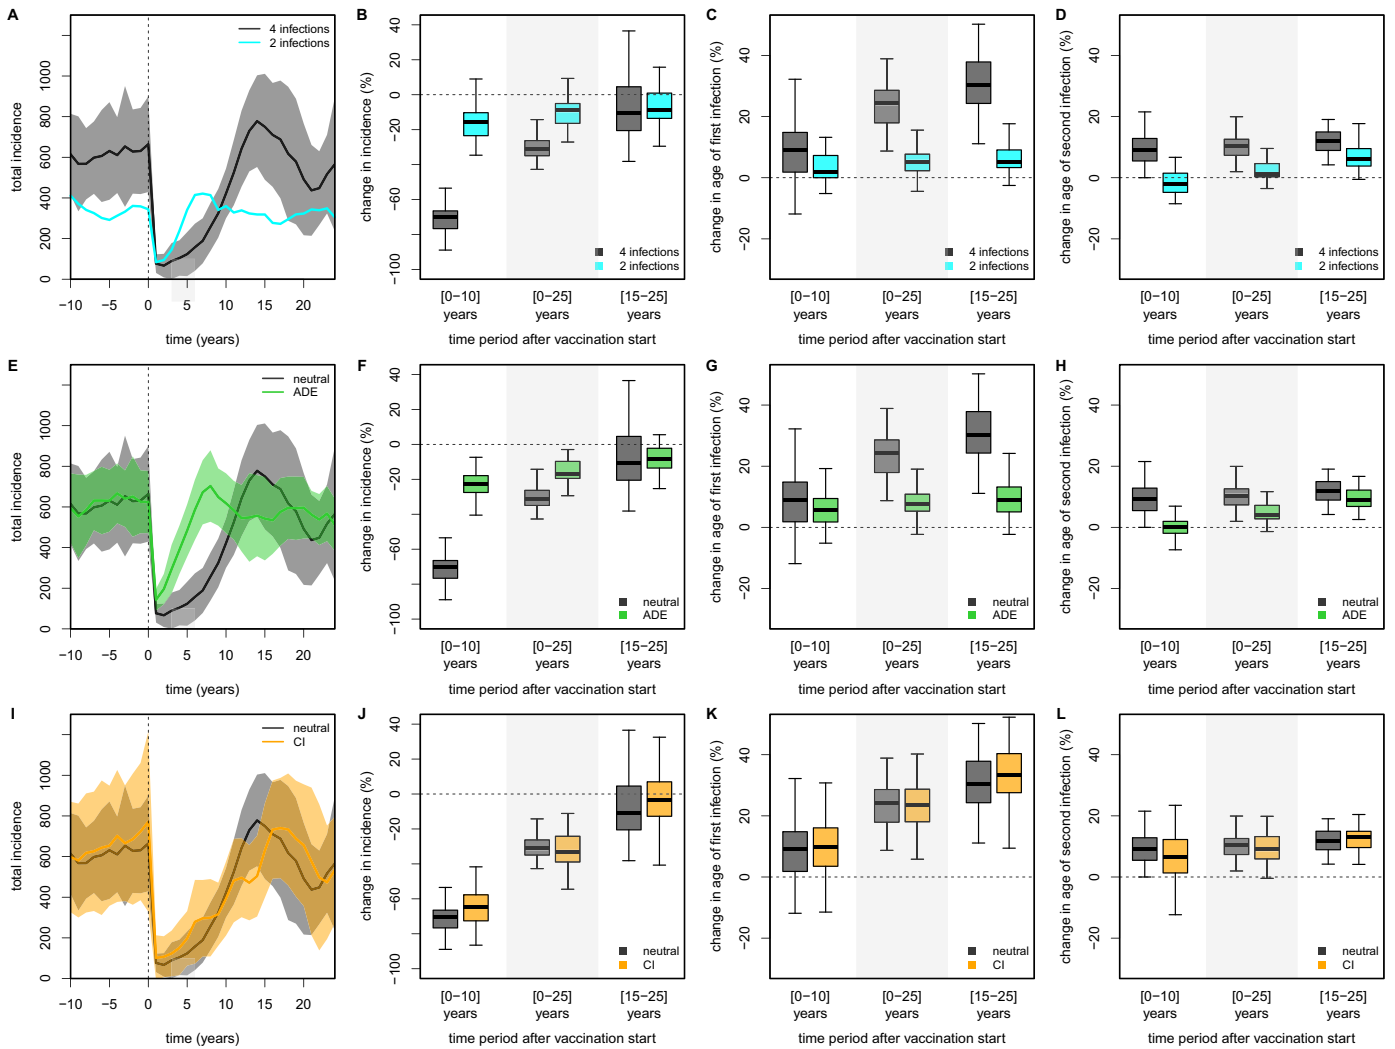 A
total incidence
0 200 400 600 800 1000
4 infections
2 infections
−10 −5 0 5 10 15 20
time (years)
B
change in incidence (%)
−100 −60 −20 0 20 40
4 infections
2 infections
[0−10] [0−25] [15−25]
years years years
time period after vaccination start
C
change in age of first infection (%)
−20 0 20 40
4 infections
2 infections
[0−10] [0−25] [15−25]
years years years
time period after vaccination start
D
change in age of second infection (%)
−20 0 20 40
4 infections
2 infections
[0−10] [0−25] [15−25]
years years years
time period after vaccination start
E
total incidence
0 200 400 600 800 1000
neutral
ADE
−10 −5 0 5 10 15 20
time (years)
F
change in incidence (%)
−100 −60 −20 0 20 40
neutral
ADE
[0−10] [0−25] [15−25]
years years years
time period after vaccination start
G
change in age of first infection (%)
−20 0 20 40
neutral
ADE
[0−10] [0−25] [15−25]
years years years
time period after vaccination start
H
change in age of second infection (%)
−20 0 20 40
neutral
ADE
[0−10] [0−25] [15−25]
years years years
time period after vaccination start
I
total incidence
0 200 400 600 800 1000
neutral
CI
−10 −5 0 5 10 15 20
time (years)
J
change in incidence (%)
−100 −60 −20 0 20 40
neutral
CI
[0−10] [0−25] [15−25]
years years years
time period after vaccination start
K
change in age of first infection (%)
−20 0 20 40
neutral
CI
[0−10] [0−25] [15−25]
years years years
time period after vaccination start
L
change in age of second infection (%)
−20 0 20 40
neutral
CI
[0−10] [0−25] [15−25]
years years years
time period after vaccination start